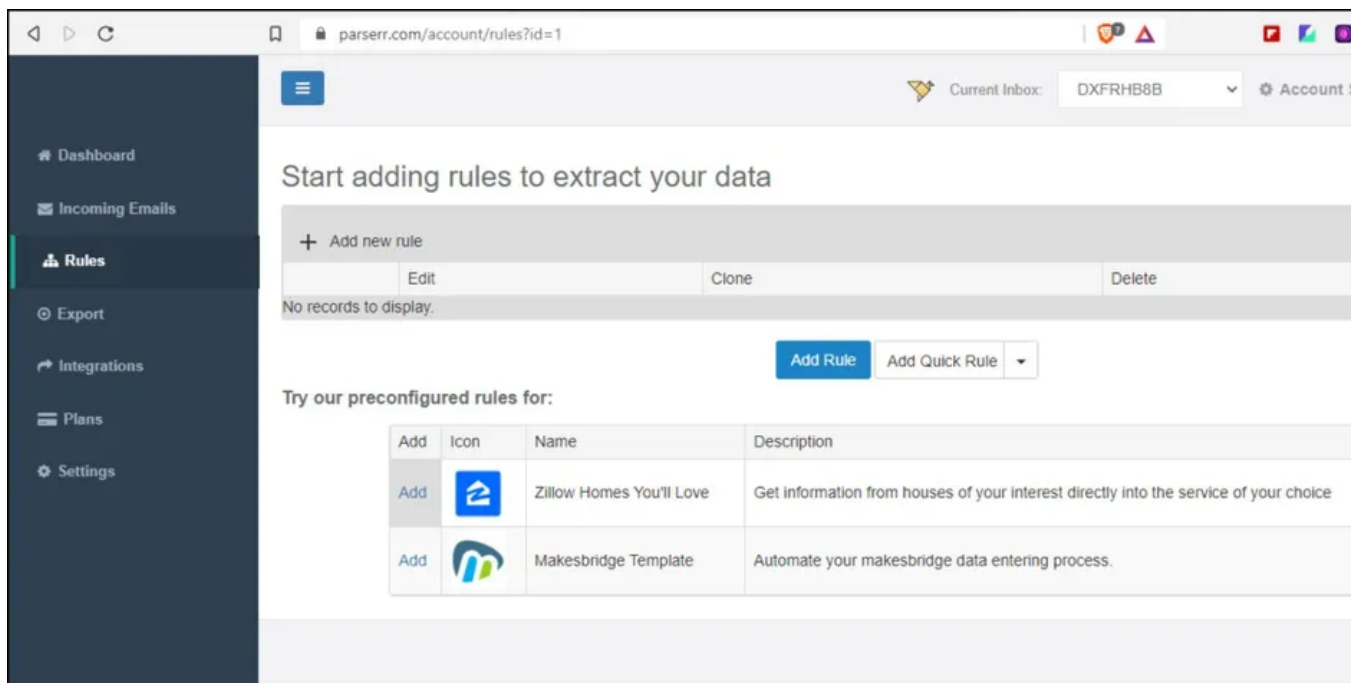 parserr.com/account/rules?id=1
Current Inbox:
DXFRHB8B
Account
Dashboard
Incoming Emails
Rules
Export
Integrations
Plans
Settings
Start adding rules to extract your data
+ Add new rule
Edit Clone Delete
No records to display.
Add Rule Add Quick Rule
Try our preconfigured rules for:
Add Icon Name Description
Add Zillow Homes You'll Love Get information from houses of your interest directly into the service of your choice
Add Makesbridge Template Automate your makesbridge data entering process.